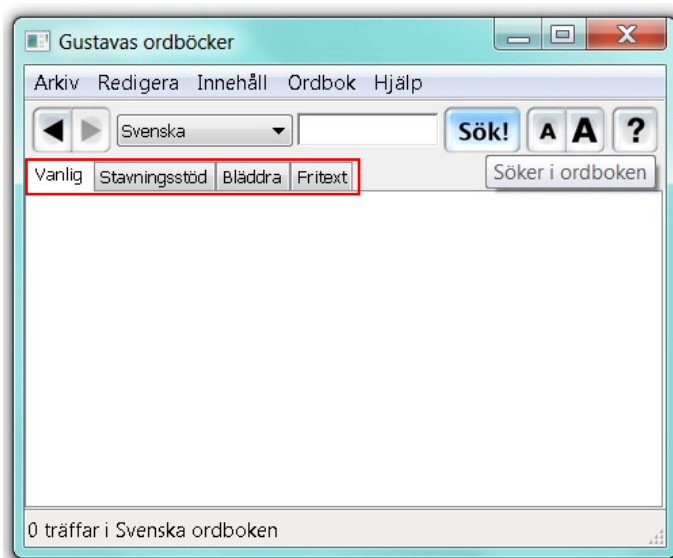 Gustavas ordböcker
Arkiv Redigera Innehåll Ordbok Hjälp
Svenska Sök! A A ?
Vanlig Stavningsstöd Bläddra Fritext Söker i ordboken
0 träffar i Svenska ordboken